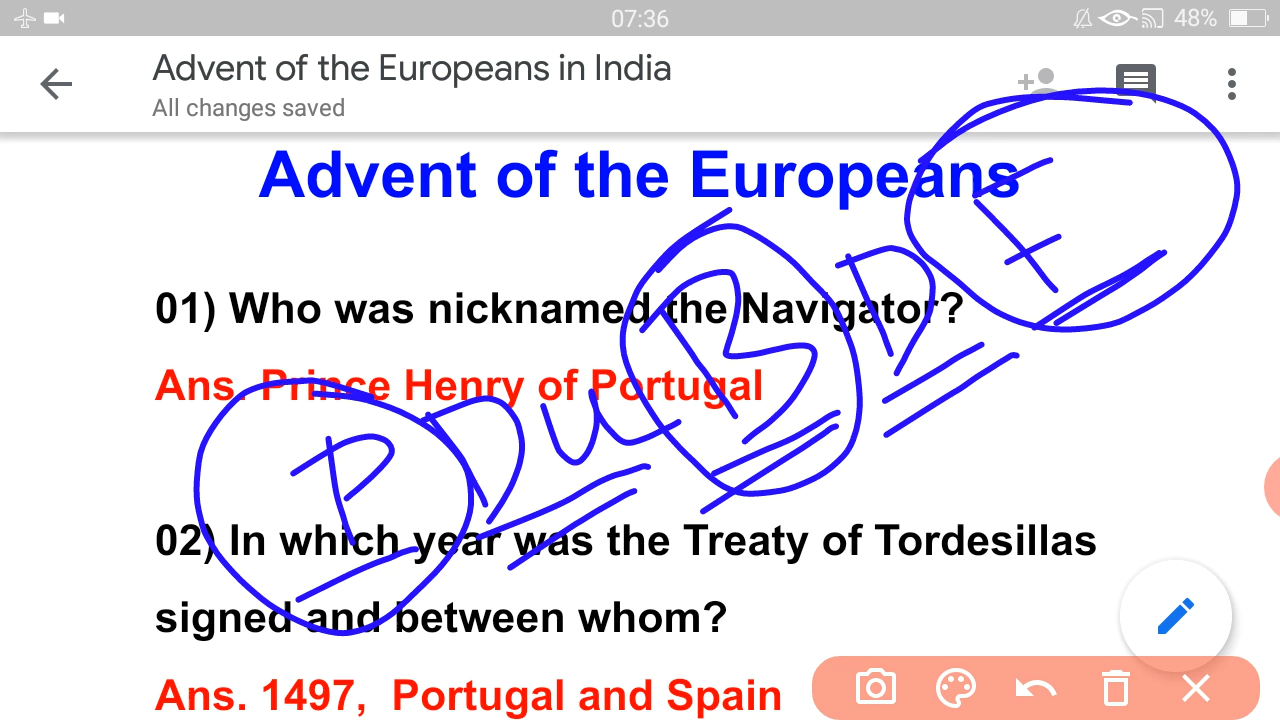 07:36
48%
Advent of the Europeans in India
All changes saved
Advent of the Europeans
01) Who was nicknamed the Navigator?
Ans. Prince Henry of Portugal
P Du B D F
02) In which year was the Treaty of Tordesillas
signed and between whom?
Ans. 1497, Portugal and Spain